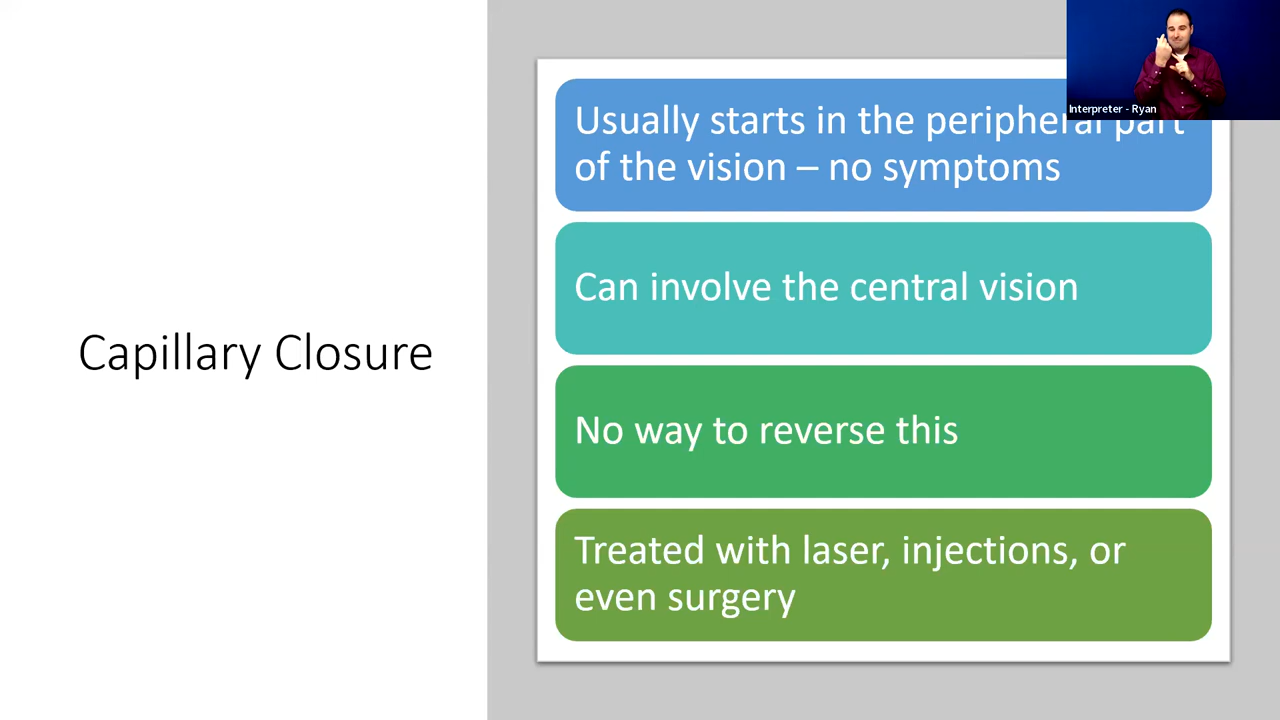 Interpreter - Ryan
Usually starts in the peripheral part
of the vision – no symptoms
Can involve the central vision
Capillary Closure
No way to reverse this
Treated with laser, injections, or
even surgery